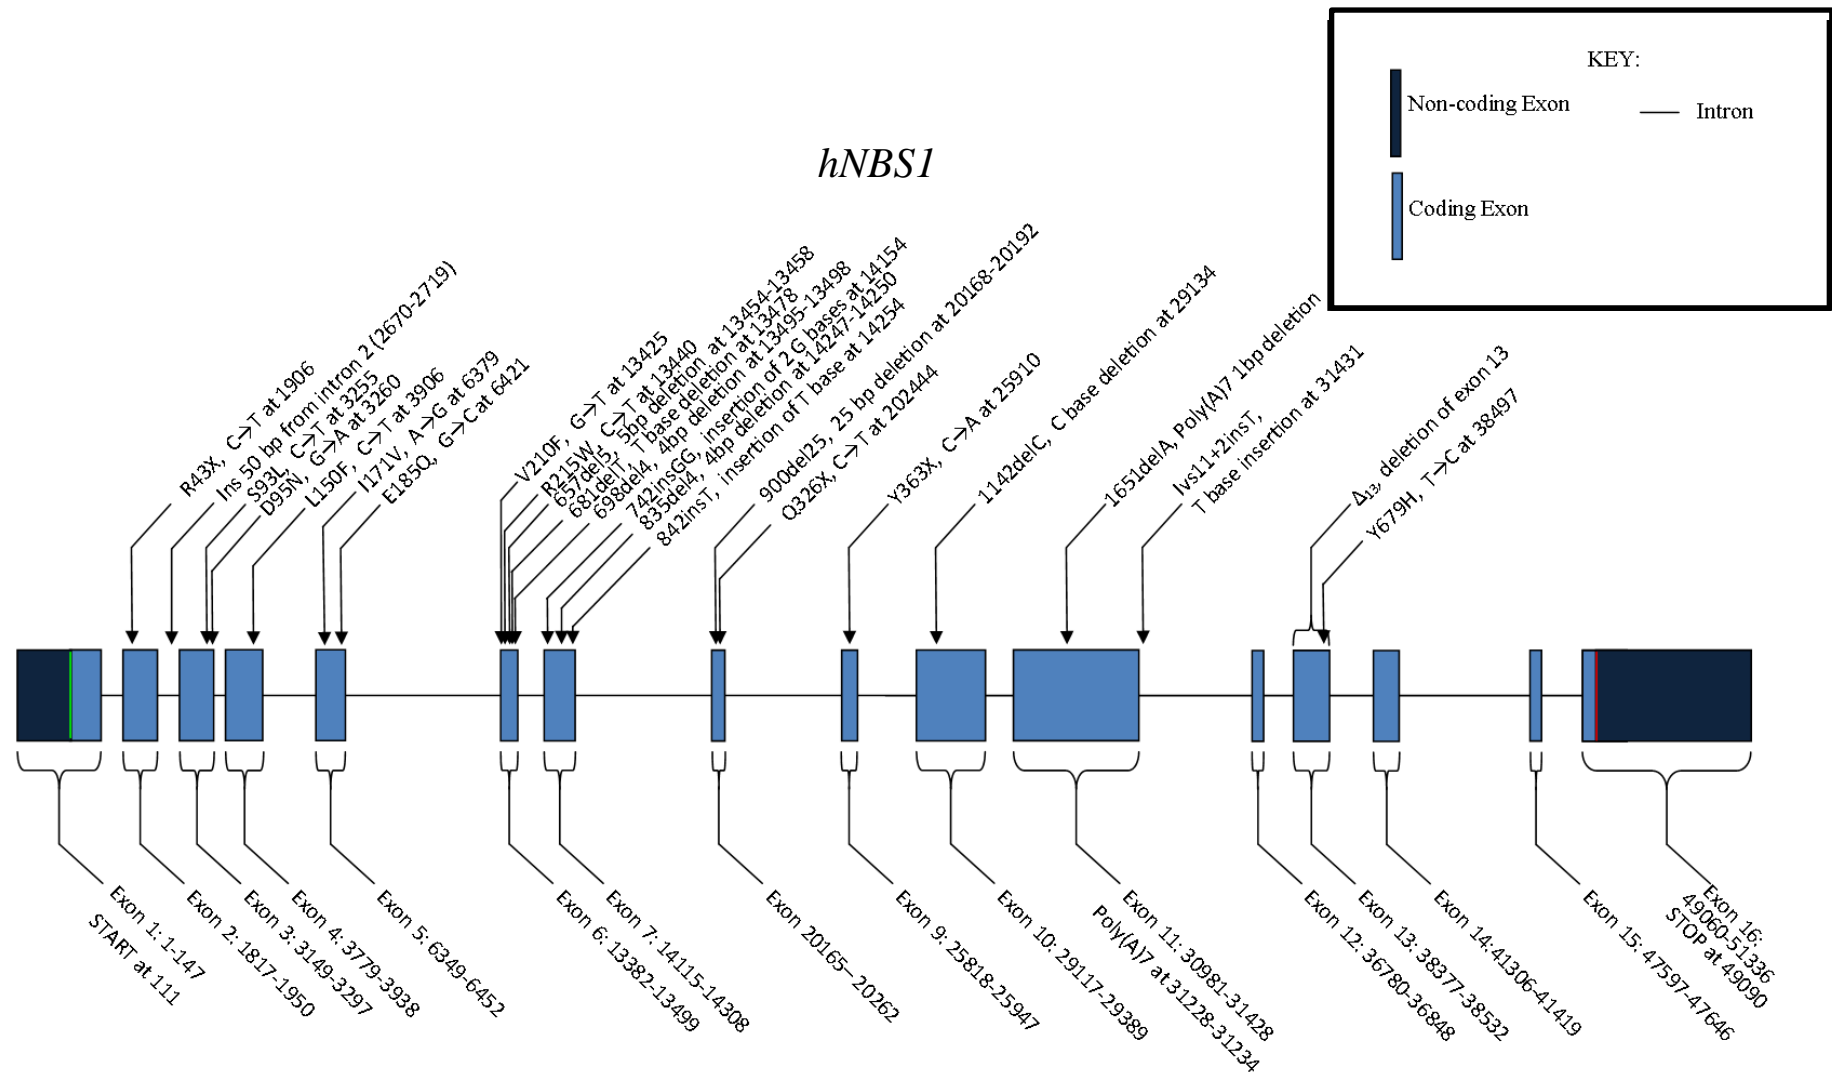 KEY:
Non-coding Exon
Intron
Coding Exon
hNBS1
R43X, C→T at 1906
Ins 50 bp from intron 2 (2670-2719)
S93L, C→T at 3255
D95N, G→A at 3260
L150F, C→T at 3906
I171V, A→G at 6379
E185Q, G→C at 6421
V210F, G→T at 13425
R215W, C→T at 13440
657del5, 5bp deletion at 13454-13458
681delT, T base deletion at 13478
698del4, 4bp deletion at 13495-13498
742insGG, insertion of 2 G bases at 14154
835del4, 4bp deletion at 14247-14250
842insT, insertion of T base at 14254
900del25, 25 bp deletion at 20168-20192
Q326X, C→T at 202444
Y363X, C→A at 25910
1142delC, C base deletion at 29134
1651delA, Poly(A)7 1bp deletion
Ivs11+2insT,
T base insertion at 31431
Δ₁₃, deletion of exon 13
Y679H, T→C at 38497
Exon 1: 1-147
START at 111
Exon 2: 1817-1950
Exon 3: 3149-3297
Exon 4: 3779-3938
Exon 5: 6349-6452
Exon 6: 13382-13499
Exon 7: 14115-14308
Exon 20165–20262
Exon 9: 25818-25947
Exon 10: 29117-29389
Exon 11: 30981-31428
Poly(A)7 at 31228-31234
Exon 12: 36780-36848
Exon 13: 38377-38532
Exon 14:41306-41419
Exon 15: 47597-47646
Exon 16:
49060-51336
STOP at 49090